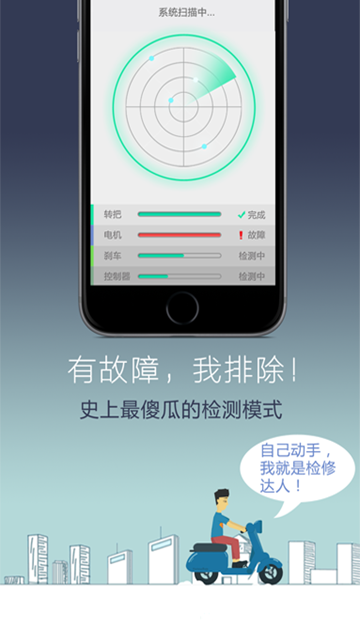 系统扫描中...
转把 完成
电机 故障
刹车 检测中
控制器 检测中
有故障，我排除！
史上最傻瓜的检测模式
自己动手，
我就是检修
达人！